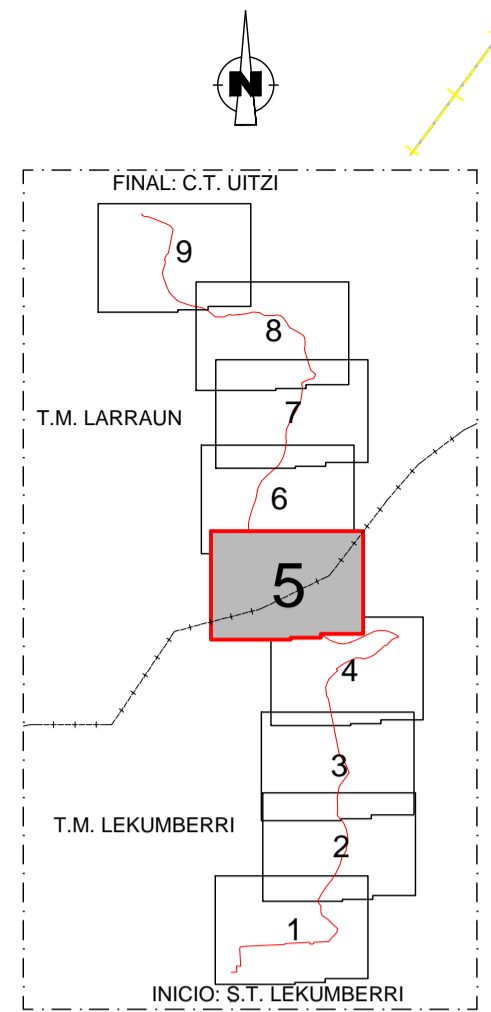 N
FINAL: C.T. UITZI
9
8
7
T.M. LARRAUN
6
5
4
3
T.M. LEKUMBERRI
2
1
INICIO: S.T. LEKUMBERRI